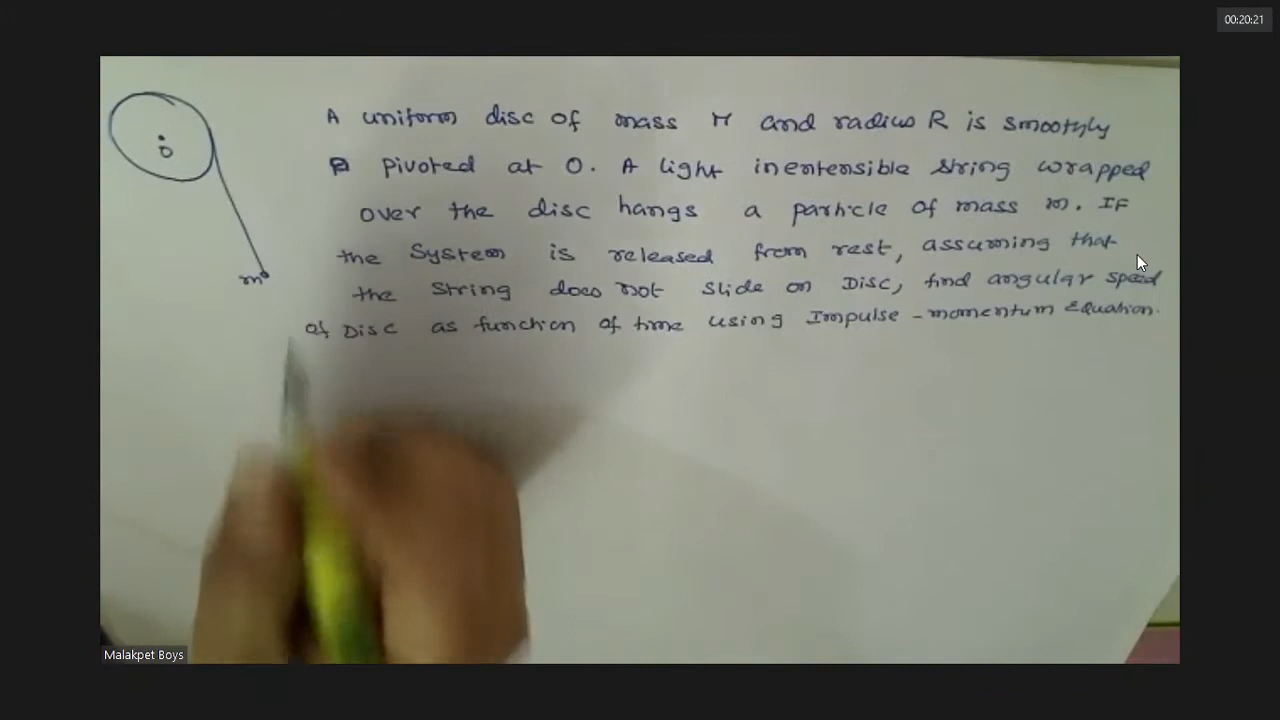 00:20:21
A uniform disc of mass M and radius R is smootyly
pivoted at O. A light inextensible string wrapped
over the disc hangs a particle of mass m. IF
the System is released from rest, assuming that
the string does not slide on Disc, find angular speed
of Disc as function of time using Impulse - momentum Equation.
O
m
Malakpet Boys